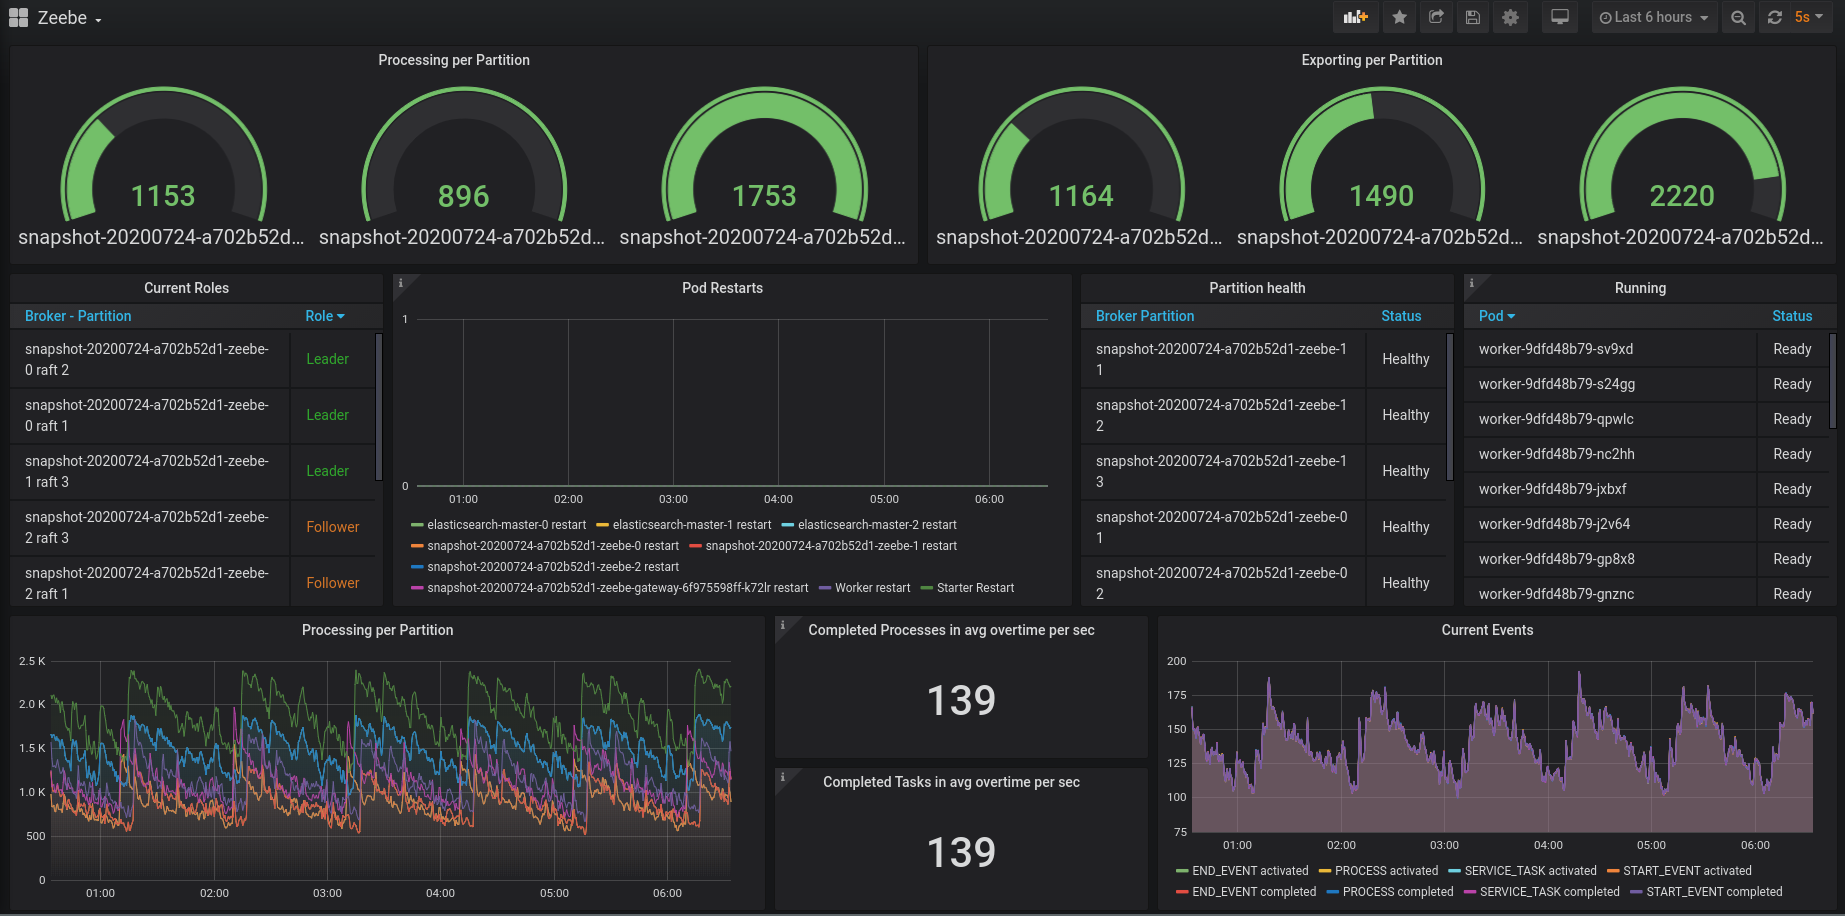 Zeebe
Last 6 hours
5s
Processing per Partition
1153
896
1753
snapshot-20200724-a702b52d...
snapshot-20200724-a702b52d...
snapshot-20200724-a702b52d...
Exporting per Partition
1164
1490
2220
snapshot-20200724-a702b52d...
snapshot-20200724-a702b52d...
snapshot-20200724-a702b52d...
Current Roles
Broker - Partition Role
snapshot-20200724-a702b52d1-zeebe-
0 raft 2
Leader
snapshot-20200724-a702b52d1-zeebe-
0 raft 1
Leader
snapshot-20200724-a702b52d1-zeebe-
1 raft 3
Leader
snapshot-20200724-a702b52d1-zeebe-
2 raft 3
Follower
snapshot-20200724-a702b52d1-zeebe-
2 raft 1
Follower
i
Pod Restarts
1
0
01:00 02:00 03:00 04:00 05:00 06:00
elasticsearch-master-0 restart elasticsearch-master-1 restart elasticsearch-master-2 restart
snapshot-20200724-a702b52d1-zeebe-0 restart snapshot-20200724-a702b52d1-zeebe-1 restart
snapshot-20200724-a702b52d1-zeebe-2 restart
snapshot-20200724-a702b52d1-zeebe-gateway-6f975598ff-k72lr restart Worker restart Starter Restart
Partition health
Broker Partition Status
snapshot-20200724-a702b52d1-zeebe-1
1
Healthy
snapshot-20200724-a702b52d1-zeebe-1
2
Healthy
snapshot-20200724-a702b52d1-zeebe-1
3
Healthy
snapshot-20200724-a702b52d1-zeebe-0
1
Healthy
snapshot-20200724-a702b52d1-zeebe-0
2
Healthy
i
Running
Pod Status
worker-9dfd48b79-sv9xd Ready
worker-9dfd48b79-s24gg Ready
worker-9dfd48b79-qpwlc Ready
worker-9dfd48b79-nc2hh Ready
worker-9dfd48b79-jxbxf Ready
worker-9dfd48b79-j2v64 Ready
worker-9dfd48b79-gp8x8 Ready
worker-9dfd48b79-gnznc Ready
Processing per Partition
2.5 K
2.0 K
1.5 K
1.0 K
500
0
01:00 02:00 03:00 04:00 05:00 06:00
i
Completed Processes in avg overtime per sec
139
i
Completed Tasks in avg overtime per sec
139
Current Events
200
175
150
125
100
75
01:00 02:00 03:00 04:00 05:00 06:00
END_EVENT activated PROCESS activated SERVICE_TASK activated START_EVENT activated
END_EVENT completed PROCESS completed SERVICE_TASK completed START_EVENT completed